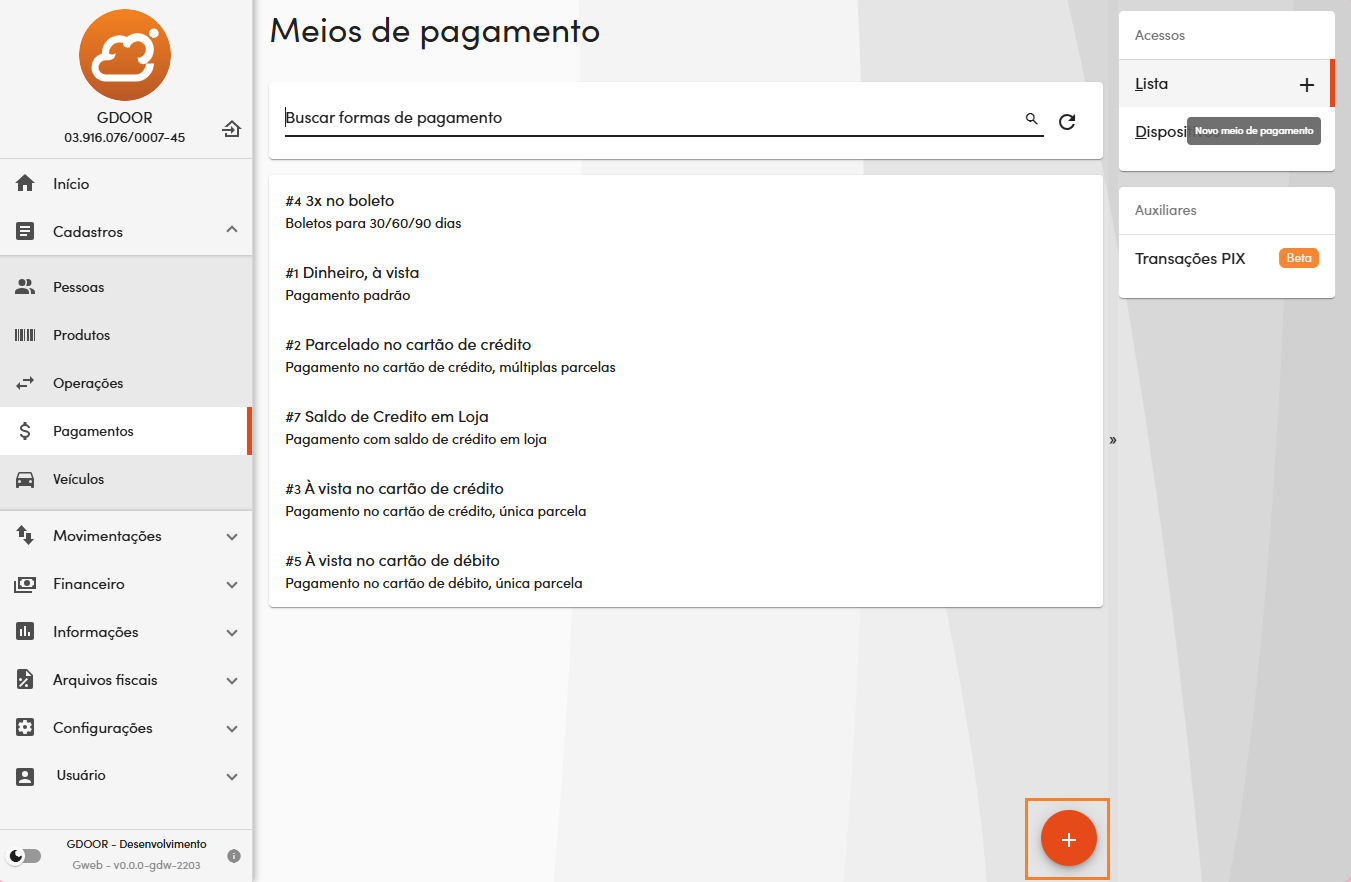 GDOOR
03.916.076/0007-45
Início
Cadastros
Pessoas
Produtos
Operações
Pagamentos
Veículos
Movimentações
Financeiro
Informações
Arquivos fiscais
Configurações
Usuário
GDOOR - Desenvolvimento
Gweb - v0.0.0-gdw-2203
Meios de pagamento
Buscar formas de pagamento
#4 3x no boleto
Boletos para 30/60/90 dias
#1 Dinheiro, à vista
Pagamento padrão
#2 Parcelado no cartão de crédito
Pagamento no cartão de crédito, múltiplas parcelas
#7 Saldo de Credito em Loja
Pagamento com saldo de crédito em loja
#3 À vista no cartão de crédito
Pagamento no cartão de crédito, única parcela
#5 À vista no cartão de débito
Pagamento no cartão de débito, única parcela
»
Acessos
Lista
Novo meio de pagamento
Auxiliares
Transações PIX Beta